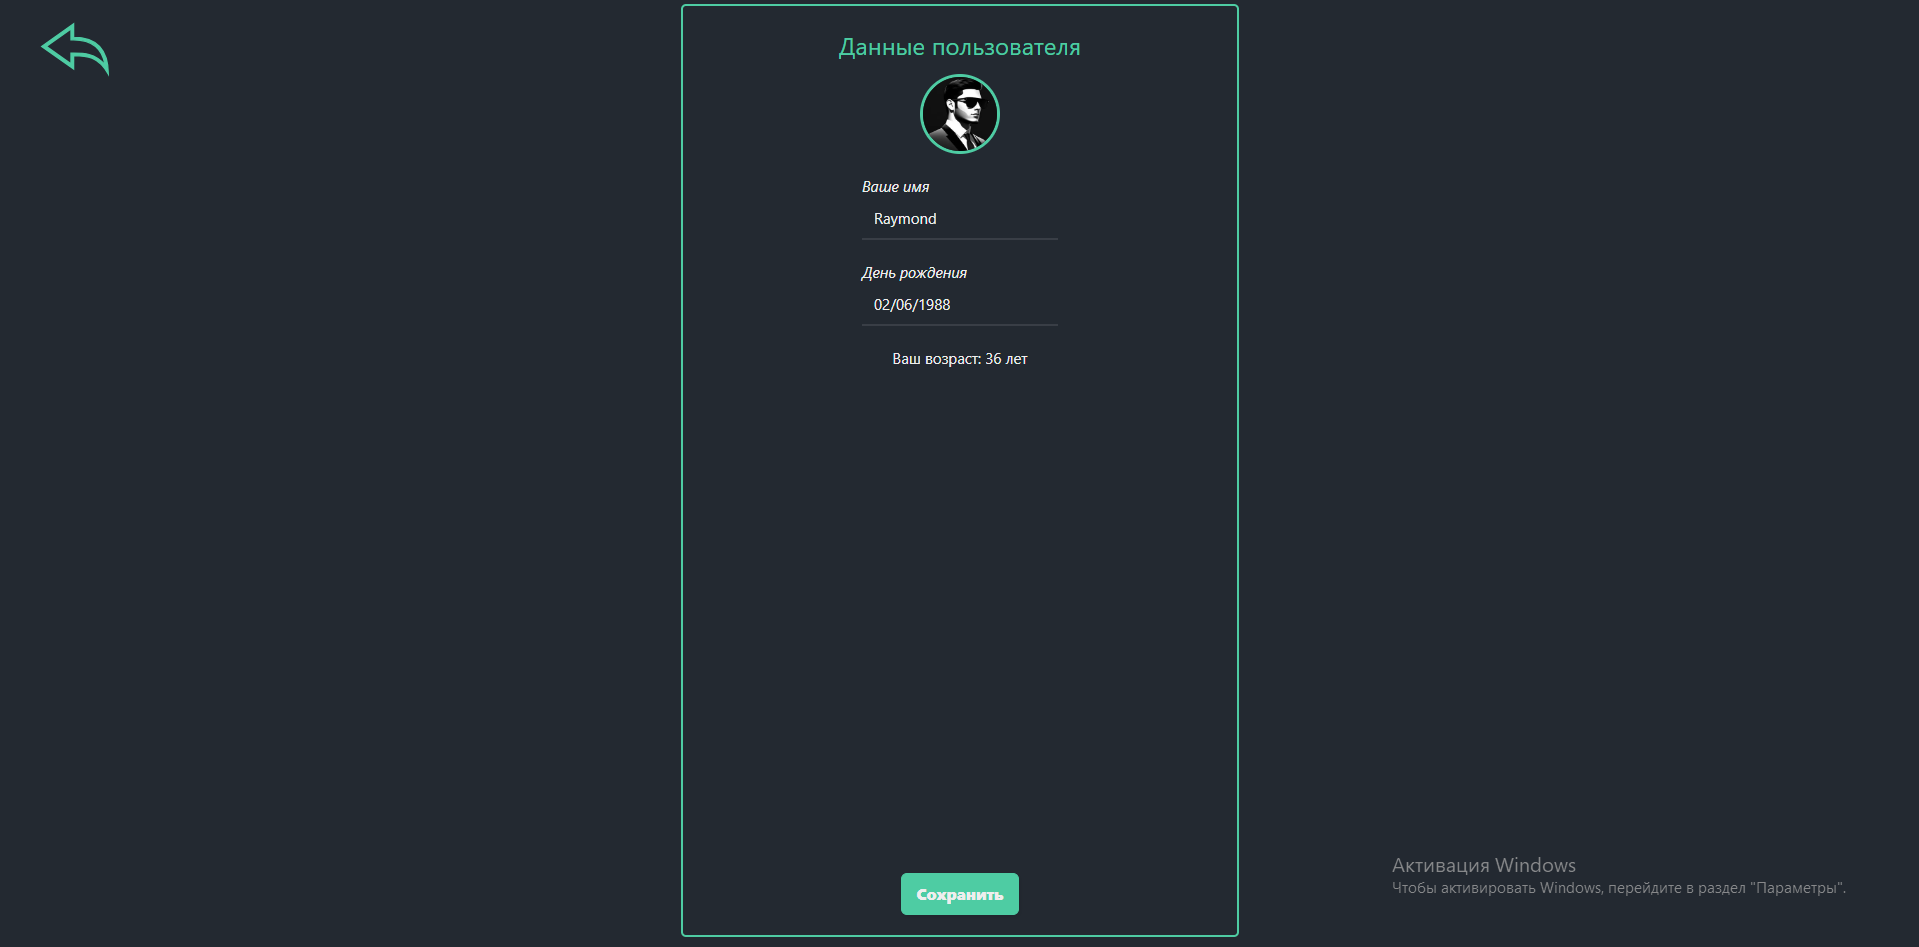 Данные пользователя
Ваше имя
Raymond
День рождения
02/06/1988
Ваш возраст: 36 лет
Сохранить
Активация Windows
Чтобы активировать Windows, перейдите в раздел "Параметры".